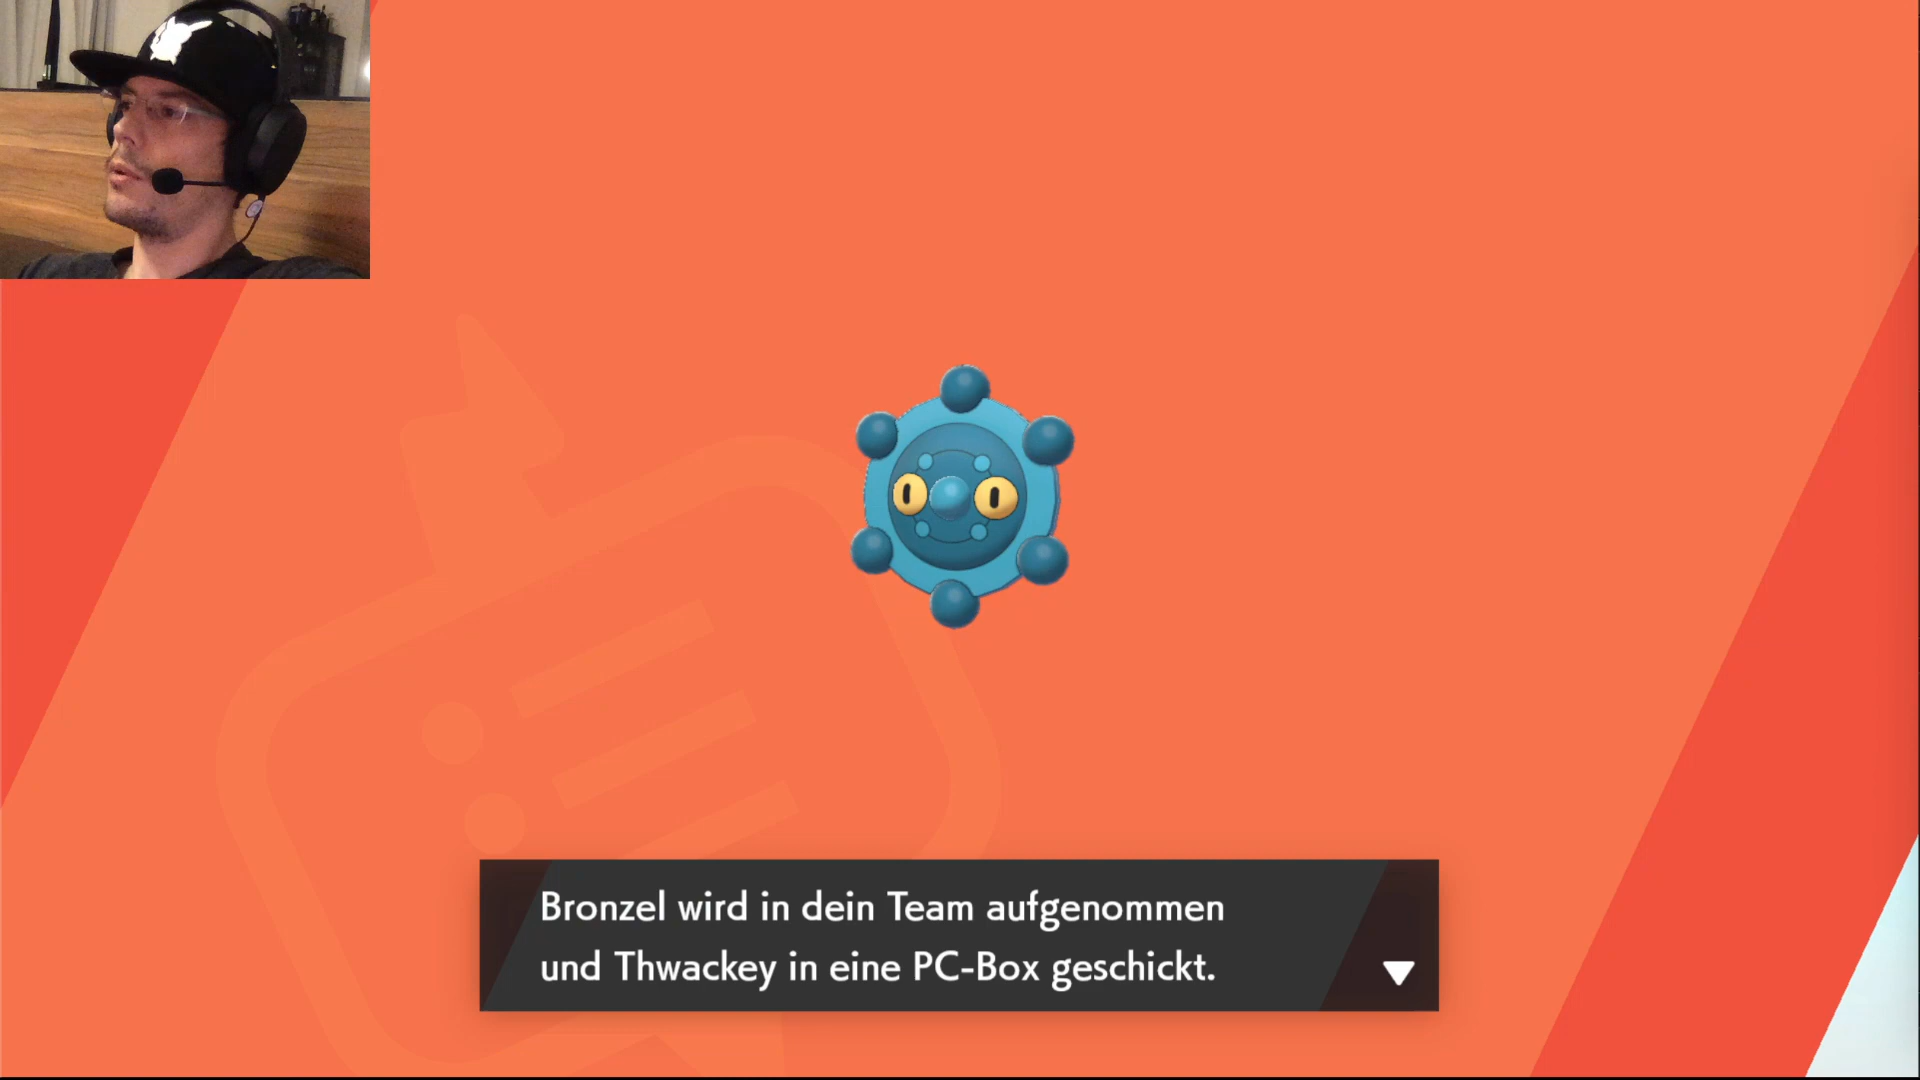 Bronzel wird in dein Team aufgenommen
und Thwackey in eine PC-Box geschickt.